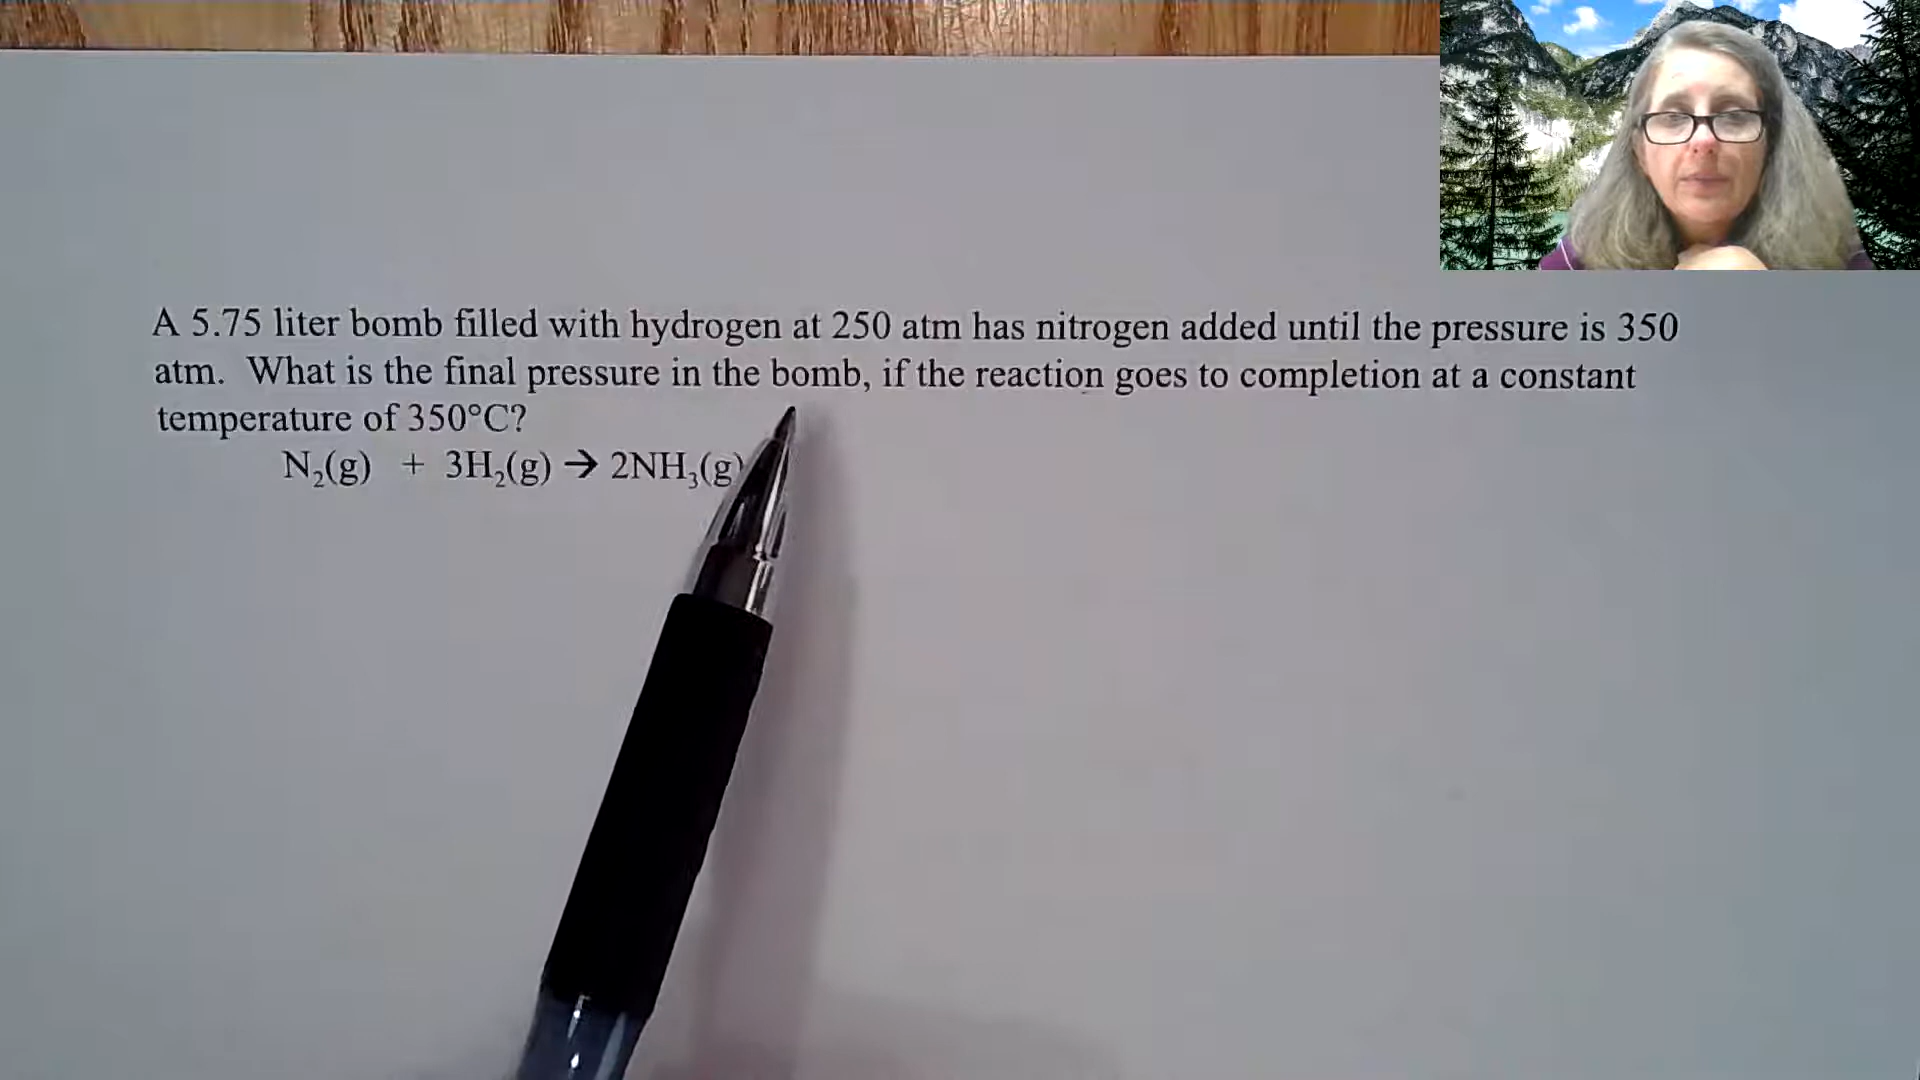 A 5.75 liter bomb filled with hydrogen at 250 atm has nitrogen added until the pressure is 350
atm. What is the final pressure in the bomb, if the reaction goes to completion at a constant
temperature of 350°C?
N₂(g) + 3H₂(g) → 2NH₃(g)